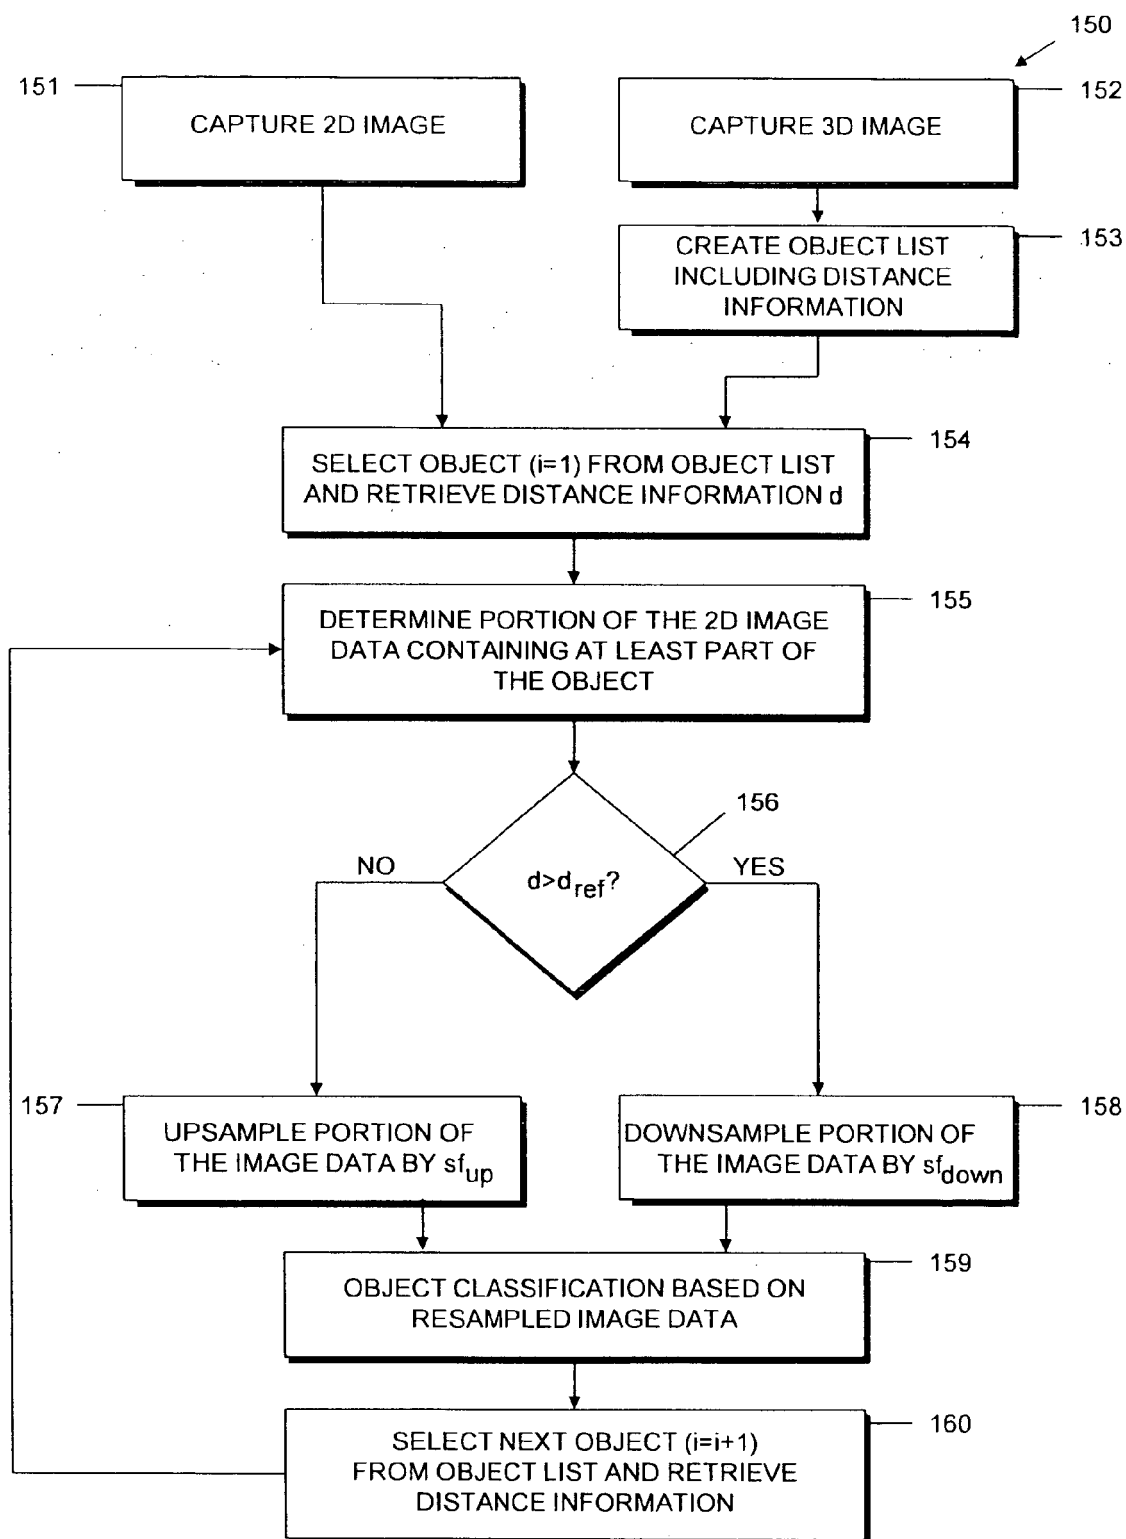 150
151
CAPTURE 2D IMAGE
152
CAPTURE 3D IMAGE
153
CREATE OBJECT LIST
INCLUDING DISTANCE
INFORMATION
154
SELECT OBJECT (i=1) FROM OBJECT LIST
AND RETRIEVE DISTANCE INFORMATION d
155
DETERMINE PORTION OF THE 2D IMAGE
DATA CONTAINING AT LEAST PART OF
THE OBJECT
156
NO
d>dref?
YES
157
UPSAMPLE PORTION OF
THE IMAGE DATA BY sfup
158
DOWNSAMPLE PORTION OF
THE IMAGE DATA BY sfdown
159
OBJECT CLASSIFICATION BASED ON
RESAMPLED IMAGE DATA
160
SELECT NEXT OBJECT (i=i+1)
FROM OBJECT LIST AND RETRIEVE
DISTANCE INFORMATION